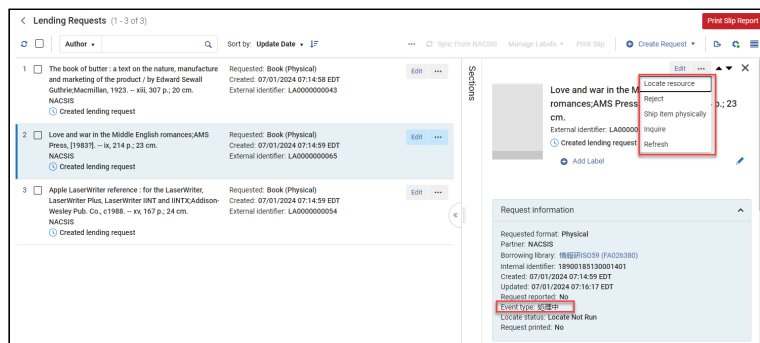 Lending Requests (1 - 3 of 3)
Print Slip Report
Author
Sort by: Update Date
Sync From NACSIS Manage Labels Print Slip Create Request
1 The book of butter : a text on the nature, manufacture
and marketing of the product / by Edward Sewall
Guthrie;Macmillan, 1923. -- xiii, 307 p.; 20 cm.
NACSIS
Created lending request
Requested: Book (Physical)
Created: 07/01/2024 07:14:58 EDT
External identifier: LA0000000043
Edit
2 Love and war in the Middle English romances;AMS
Press, [1983?]. -- ix, 214 p.; 23 cm.
NACSIS
Created lending request
Requested: Book (Physical)
Created: 07/01/2024 07:14:59 EDT
External identifier: LA0000000065
Edit
3 Apple LaserWriter reference : for the LaserWriter,
LaserWriter Plus, LaserWriter IINT and IINTX;Addison-
Wesley Pub. Co., c1988. -- xv, 167 p.; 24 cm.
NACSIS
Created lending request
Requested: Book (Physical)
Created: 07/01/2024 07:14:59 EDT
External identifier: LA0000000054
Edit
Sections
Edit
Love and war in the M
romances;AMS Press p.; 23
cm.
External identifier: LA00000
Created lending request
Add Label
Locate resource
Reject
Ship item physically
Inquire
Refresh
Request information
Requested format: Physical
Partner: NACSIS
Borrowing library: 情報研ISO59 (FA026380)
Internal identifier: 18900185130001401
Created: 07/01/2024 07:14:59 EDT
Updated: 07/01/2024 07:16:17 EDT
Request reported: No
Event type: 処理中
Locate status: Locate Not Run
Request printed: No